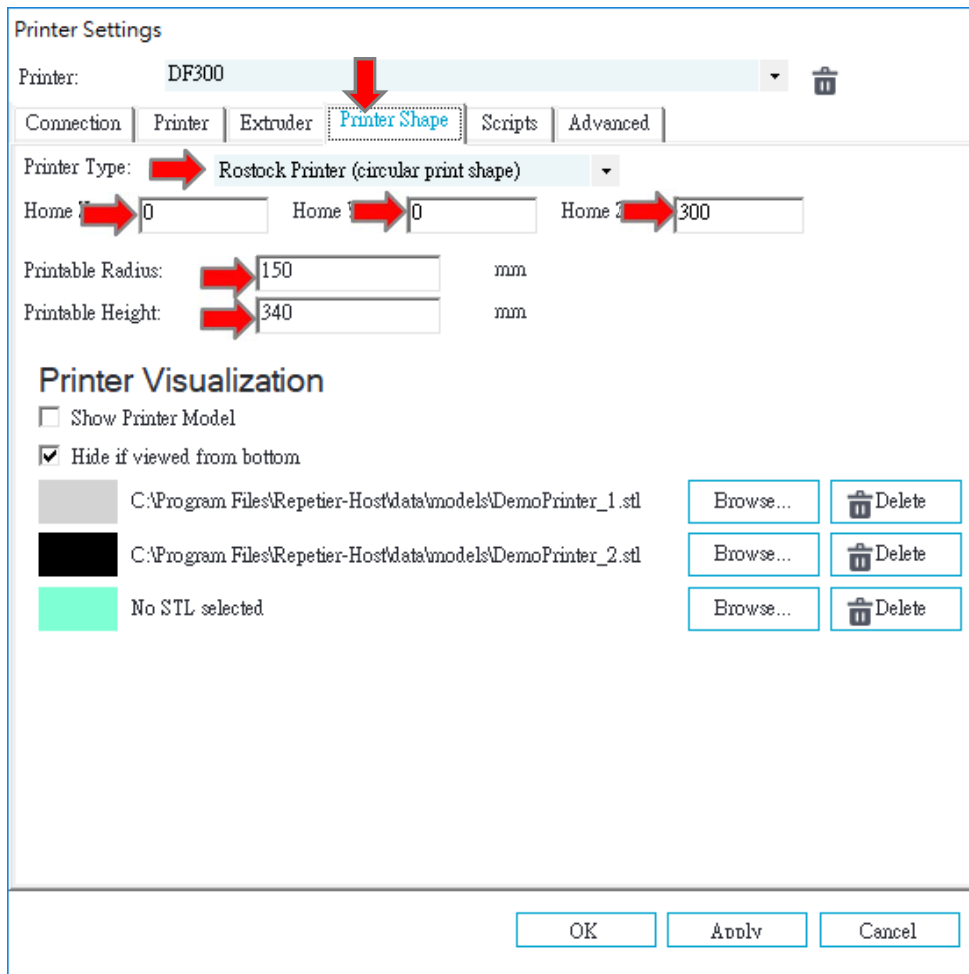 Printer Settings
Printer: DF300
Connection Printer Extruder Printer Shape Scripts Advanced
Printer Type: Rostock Printer (circular print shape)
Home 0 Home 0 Home 300
Printable Radius: 150 mm
Printable Height: 340 mm
Printer Visualization
Show Printer Model
Hide if viewed from bottom
C:\Program Files\Repetier-Host\data\models\DemoPrinter_1.stl Browse... Delete
C:\Program Files\Repetier-Host\data\models\DemoPrinter_2.stl Browse... Delete
No STL selected Browse... Delete
OK Apply Cancel